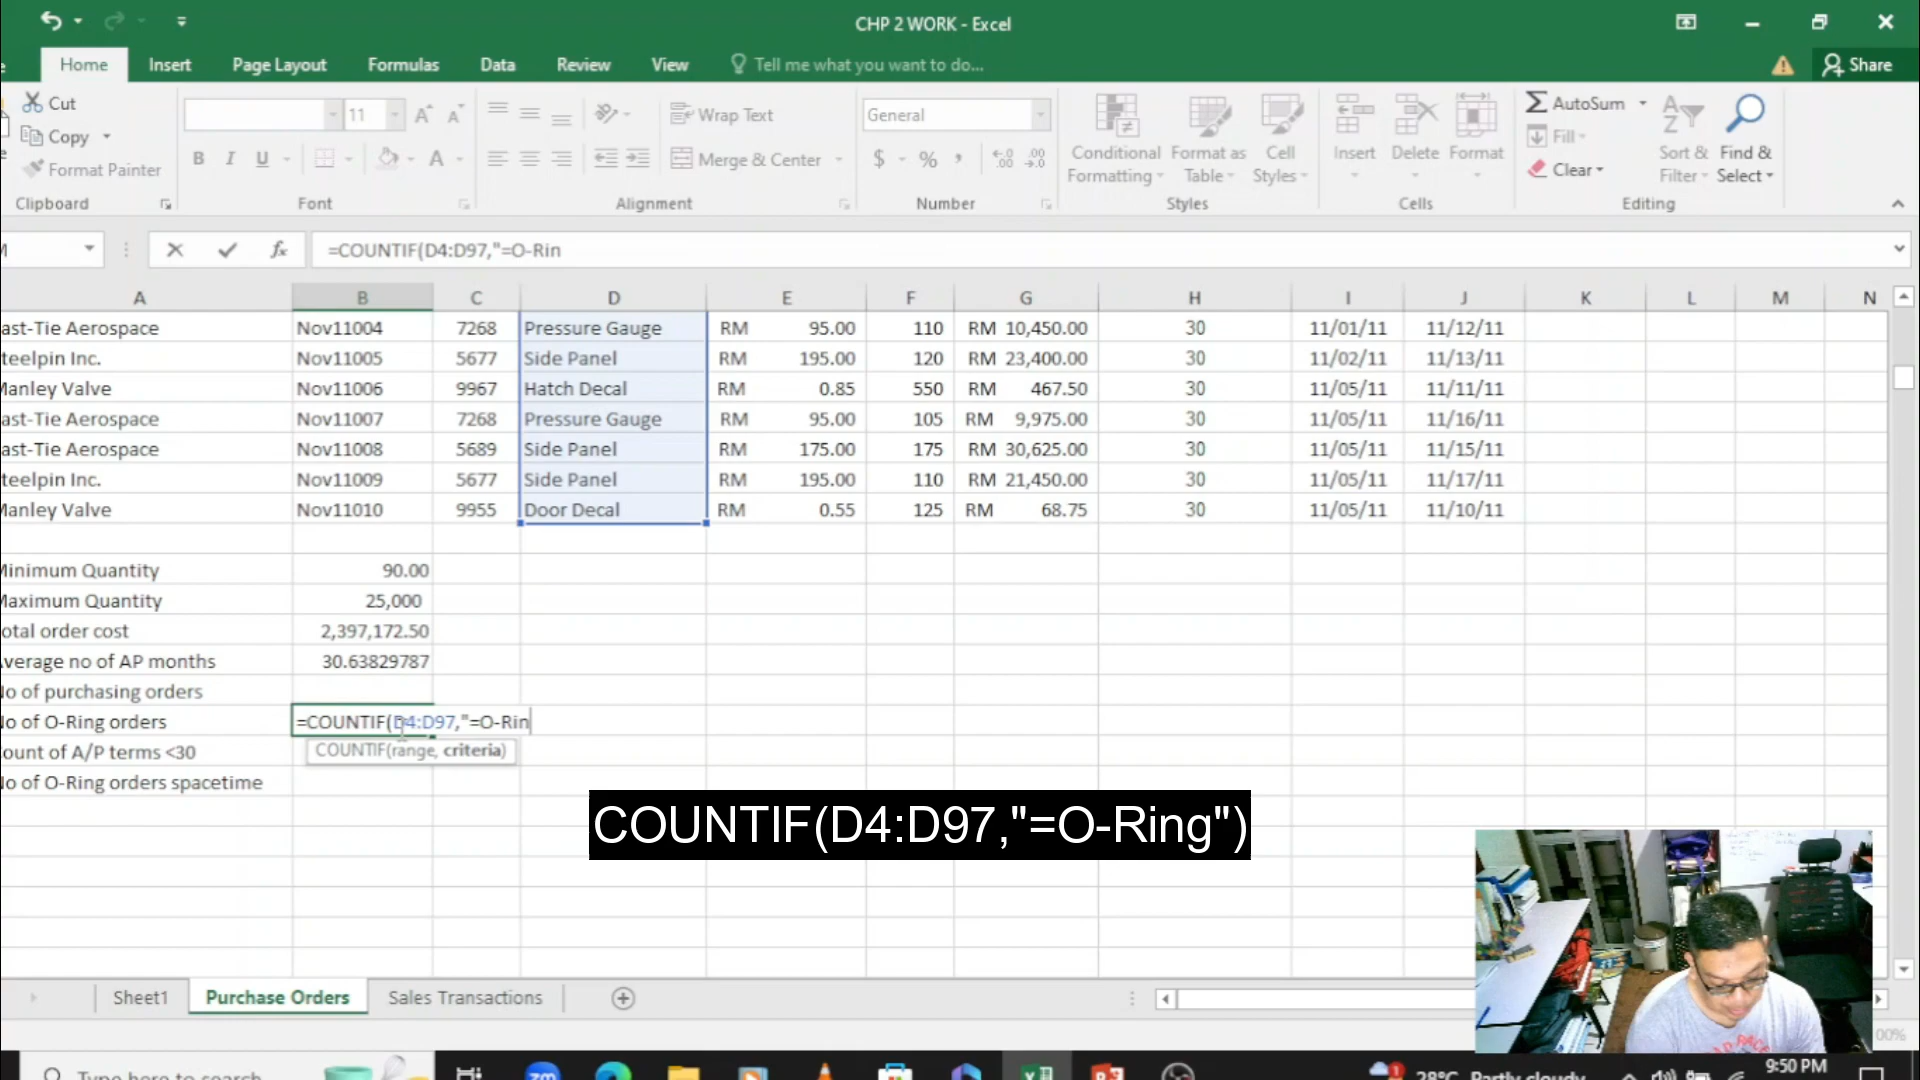 CHP 2 WORK - Excel
Home Insert Page Layout Formulas Data Review View Tell me what you want to do... Share
Cut
Copy
Format Painter
Clipboard
11
B I U A
Font
Wrap Text
Merge & Center
Alignment
General
$ % ,
Number
Conditional Formatting
Format as Table
Cell Styles
Styles
Insert Delete Format
Cells
AutoSum
Fill
Clear
Sort & Filter
Find & Select
Editing
=COUNTIF(D4:D97,"=O-Rin
A B C D E F G H I J K L M N
ast-Tie Aerospace Nov11004 7268 Pressure Gauge RM 95.00 110 RM 10,450.00 30 11/01/11 11/12/11
teelpin Inc. Nov11005 5677 Side Panel RM 195.00 120 RM 23,400.00 30 11/02/11 11/13/11
Manley Valve Nov11006 9967 Hatch Decal RM 0.85 550 RM 467.50 30 11/05/11 11/11/11
ast-Tie Aerospace Nov11007 7268 Pressure Gauge RM 95.00 105 RM 9,975.00 30 11/05/11 11/16/11
ast-Tie Aerospace Nov11008 5689 Side Panel RM 175.00 175 RM 30,625.00 30 11/05/11 11/15/11
teelpin Inc. Nov11009 5677 Side Panel RM 195.00 110 RM 21,450.00 30 11/05/11 11/17/11
Manley Valve Nov11010 9955 Door Decal RM 0.55 125 RM 68.75 30 11/05/11 11/10/11
Minimum Quantity 90.00
Maximum Quantity 25,000
otal order cost 2,397,172.50
verage no of AP months 30.63829787
No of purchasing orders
No of O-Ring orders =COUNTIF(D4:D97,"=O-Rin
COUNTIF(range, criteria)
ount of A/P terms <30
No of O-Ring orders spacetime
COUNTIF(D4:D97,"=O-Ring")
Sheet1 Purchase Orders Sales Transactions
00%
Type here to search
zm
28°C Partly cloudy
9:50 PM